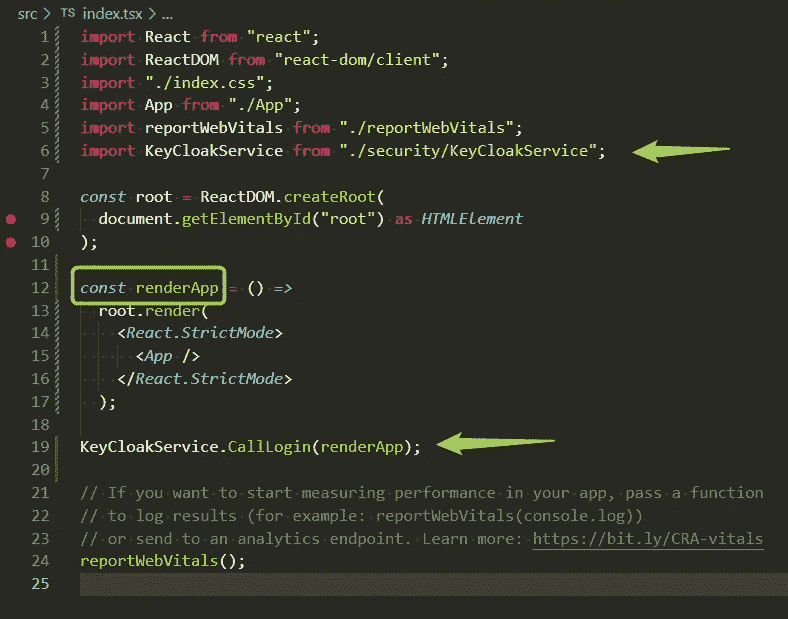 src > TS index.tsx > ...
1 import React from "react";
2 import ReactDOM from "react-dom/client";
3 import "./index.css";
4 import App from "./App";
5 import reportWebVitals from "./reportWebVitals";
6 import KeyCloakService from "./security/KeyCloakService";
7
8 const root = ReactDOM.createRoot(
9   document.getElementById("root") as HTMLElement
10 );
11
12 const renderApp = () =>
13   root.render(
14     <React.StrictMode>
15       <App />
16     </React.StrictMode>
17   );
18
19 KeyCloakService.CallLogin(renderApp);
20
21 // If you want to start measuring performance in your app, pass a function
22 // to log results (for example: reportWebVitals(console.log))
23 // or send to an analytics endpoint. Learn more: https://bit.ly/CRA-vitals
24 reportWebVitals();
25